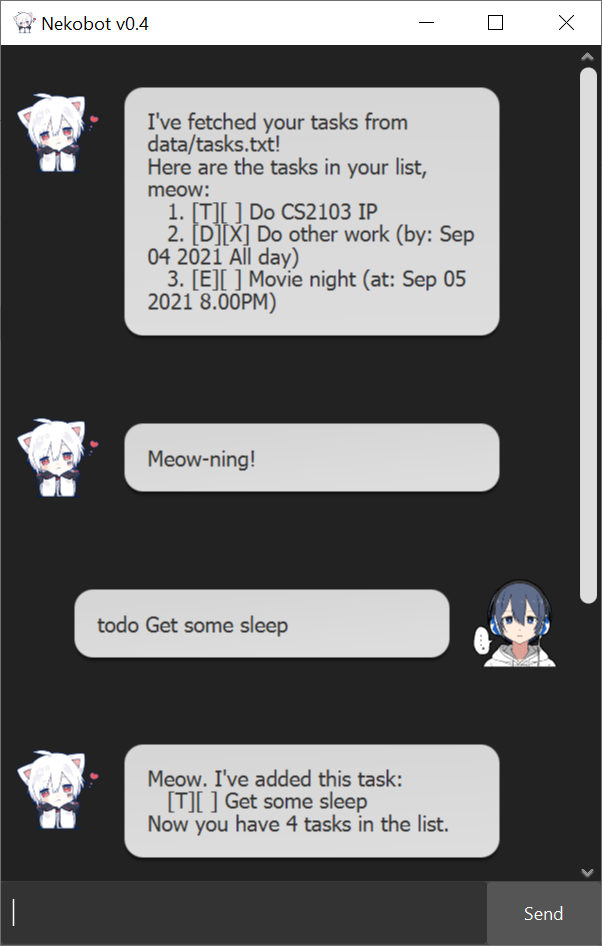 Nekobot v0.4
I've fetched your tasks from
data/tasks.txt!
Here are the tasks in your list,
meow:
1. [T][ ] Do CS2103 IP
2. [D][X] Do other work (by: Sep
04 2021 All day)
3. [E][ ] Movie night (at: Sep 05
2021 8.00PM)
Meow-ning!
todo Get some sleep
...
Meow. I've added this task:
[T][ ] Get some sleep
Now you have 4 tasks in the list.
Send